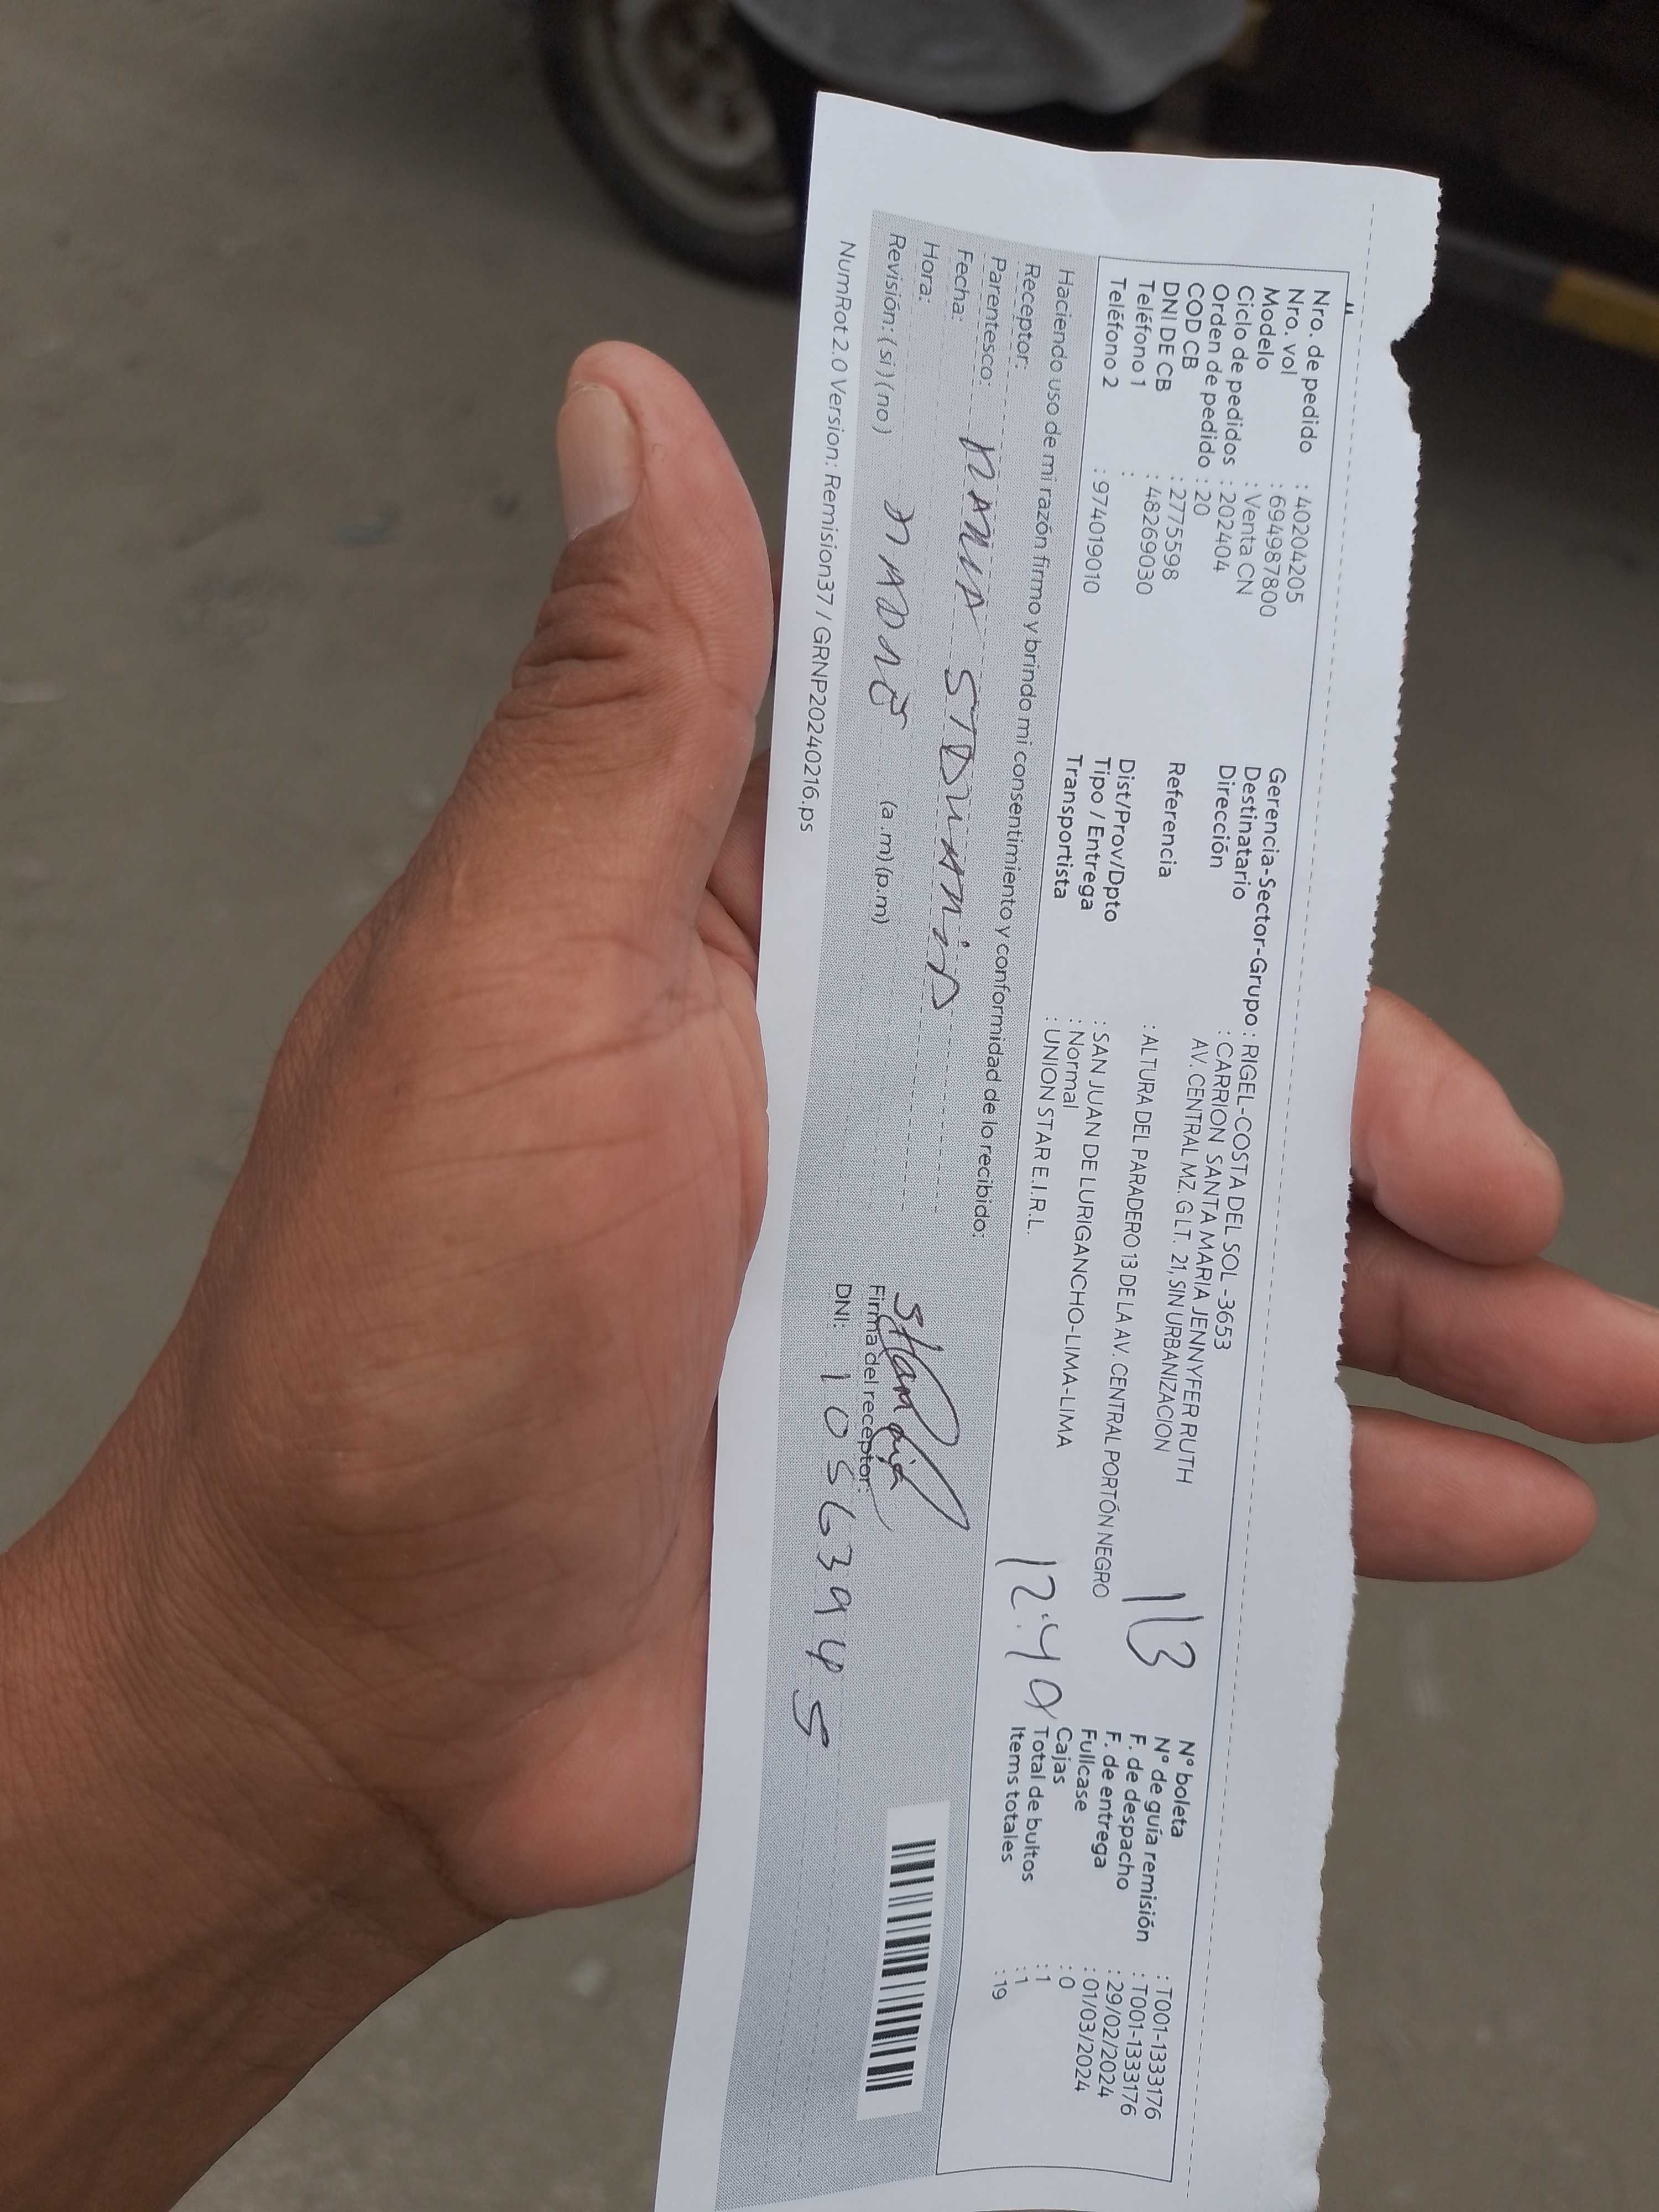 Nro. de pedido : 40204205
Nro. vol : 694987800
Modelo : Venta CN
Ciclo de pedidos : 202404
Orden de pedido : 20
COD CB : 2775598
DNI DE CB : 48269030
Teléfono 1 :
Teléfono 2 : 974019010
Gerencia-Sector-Grupo : RIGEL-COSTA DEL SOL -3653
Destinatario : CARRION SANTA MARIA JENNYFER RUTH
Dirección AV. CENTRAL MZ. G LT. 21, SIN URBANIZACION
Referencia : ALTURA DEL PARADERO 13 DE LA AV. CENTRAL PORTÓN NEGRO
Dist/Prov/Dpto : SAN JUAN DE LURIGANCHO-LIMA-LIMA
Tipo / Entrega : Normal
Transportista : UNION STAR E.I.R.L.
1/3
12:40
N° boleta : T001-1333176
N° de guía remisión : T001-1333176
F. de despacho : 29/02/2024
F. de entrega : 01/03/2024
Fullcase : 0
Cajas : 1
Total de bultos : 1
Items totales : 19
Haciendo uso de mi razón firmo y brindo mi consentimiento y conformidad de lo recibido:
Receptor:
Parentesco:
Fecha:
Hora:
Revisión: (si) (no) (a.m) (p.m)
Firma del receptor:
DNI: 10563945
NumRot 2.0 Version: Remision37 / GRNP20240216.ps